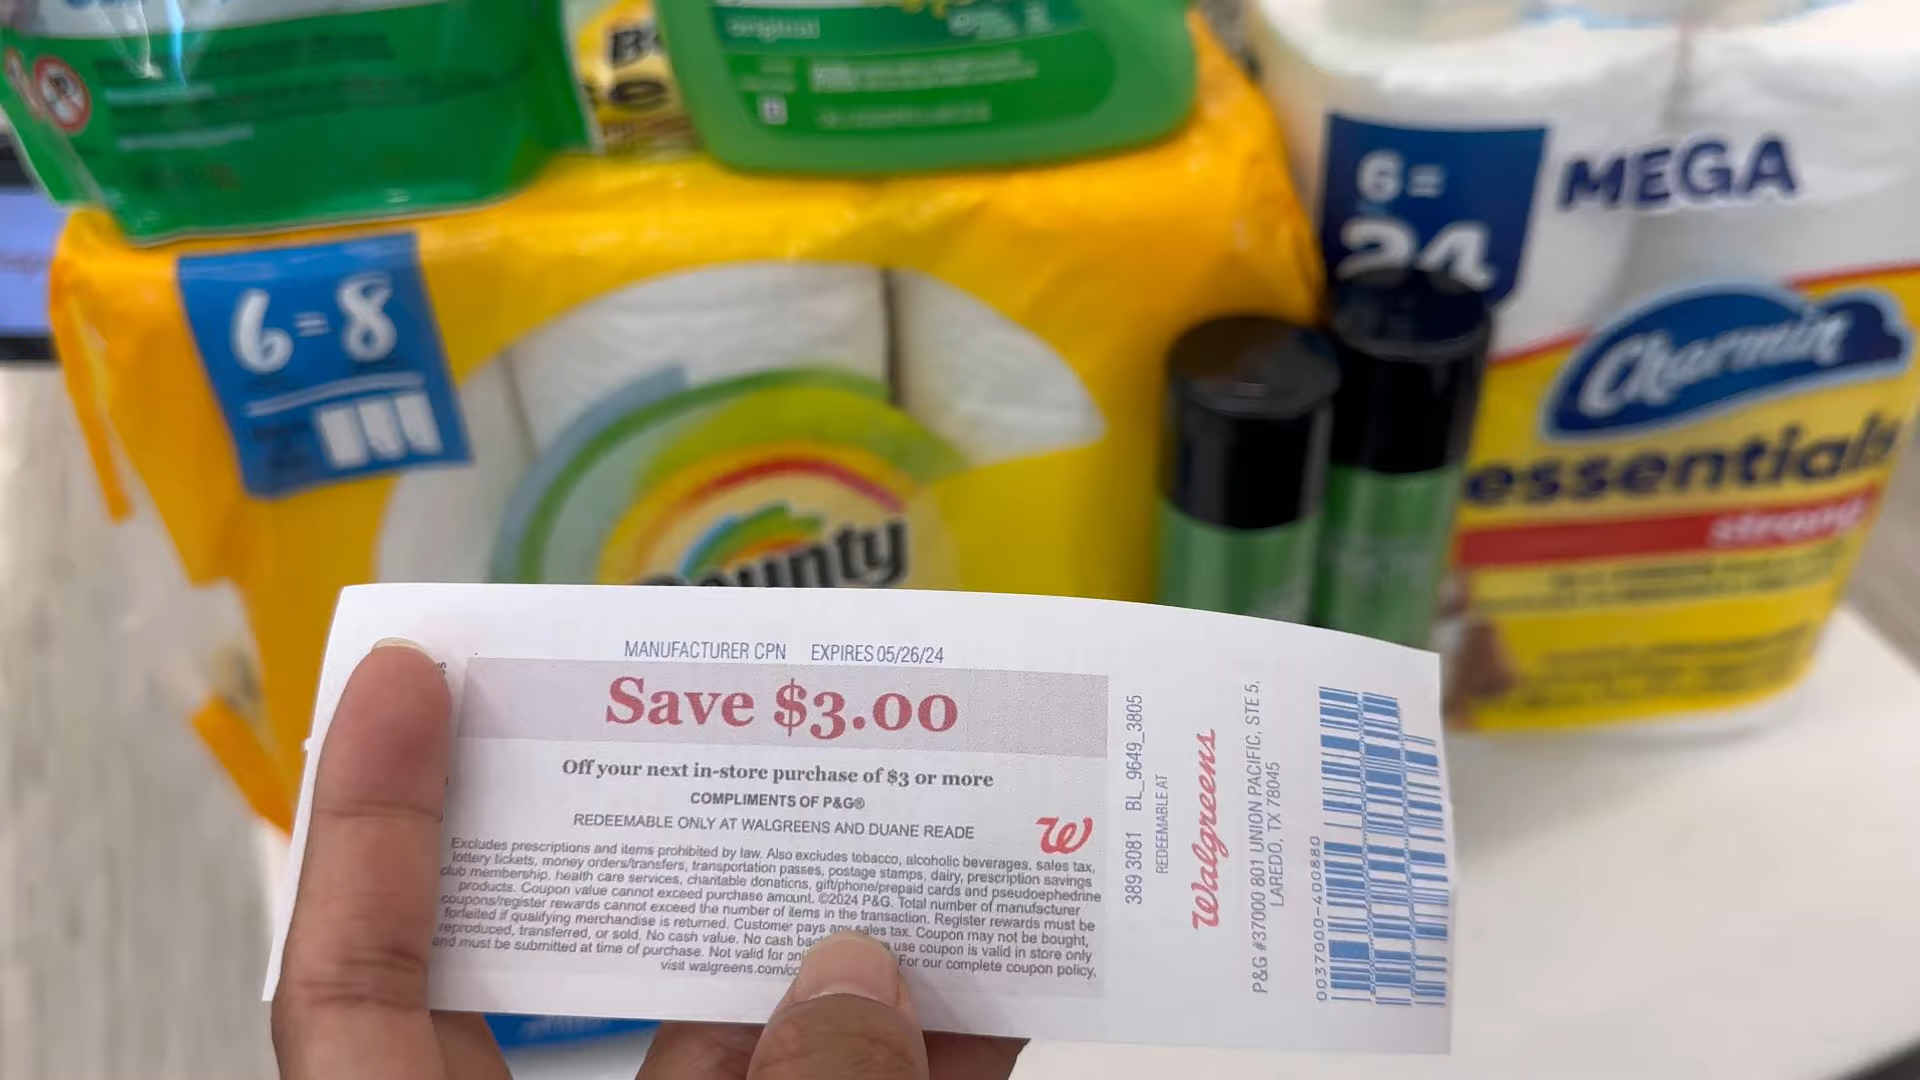 original
6=8
6=
24
MEGA
Charmin
essentials
strong
MANUFACTURER CPN EXPIRES 05/26/24
Save $3.00
Off your next in-store purchase of $3 or more
COMPLIMENTS OF P&G®
REDEEMABLE ONLY AT WALGREENS AND DUANE READE
W
Excludes prescriptions and items prohibited by law. Also excludes tobacco, alcoholic beverages, sales tax,
lottery tickets, money orders/transfers, transportation passes, postage stamps, dairy, prescription savings
club membership, health care services, charitable donations, gift/phone/prepaid cards and pseudoephedrine
products. Coupon value cannot exceed purchase amount. ©2024 P&G. Total number of manufacturer
coupons/register rewards cannot exceed the number of items in the transaction. Register rewards must be
forfeited if qualifying merchandise is returned. Customer pays any sales tax. Coupon may not be bought,
reproduced, transferred, or sold. No cash value. No cash use coupon is valid in store only
and must be submitted at time of purchase. Not valid for For our complete coupon policy,
visit walgreens.com/
389 3081 BL_9649_3805
REDEEMABLE AT
Walgreens
P&G #37000 801 UNION PACIFIC, STE 5,
LAREDO, TX 78045
0037000-400880